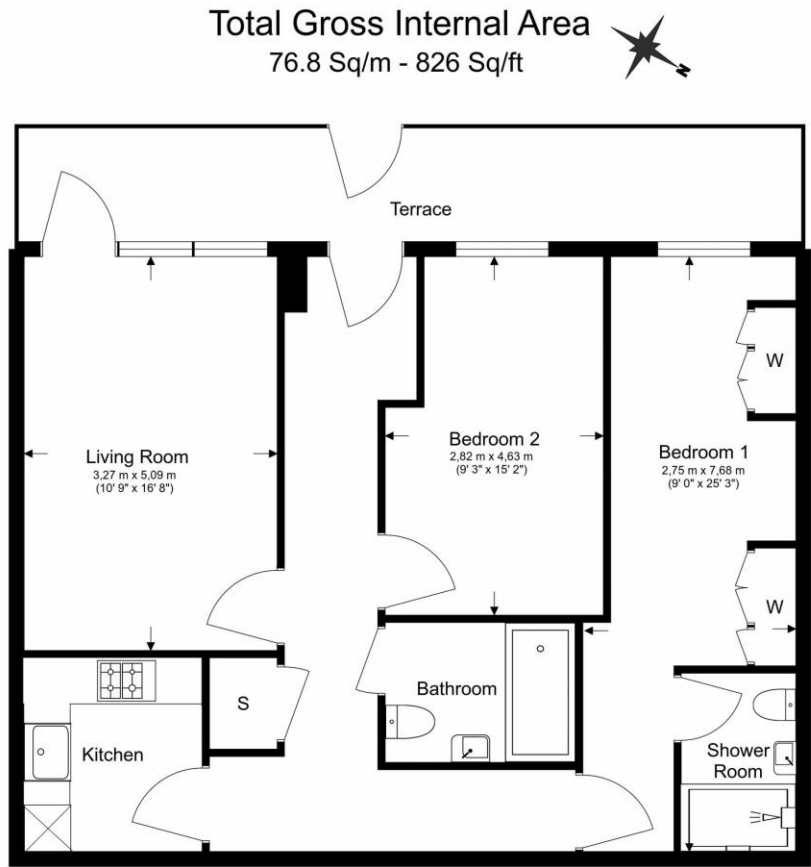 Total Gross Internal Area
76.8 Sq/m - 826 Sq/ft
N
Terrace
W
Living Room
3,27 m x 5,09 m
(10' 9" x 16' 8")
Bedroom 2
2,82 m x 4,63 m
(9' 3" x 15' 2")
Bedroom 1
2,75 m x 7,68 m
(9' 0" x 25' 3")
W
S
Bathroom
Kitchen
Shower
Room